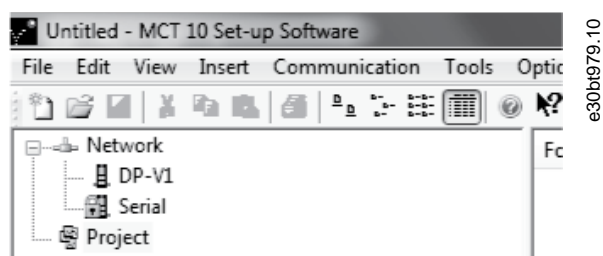 Untitled - MCT 10 Set-up Software
File Edit View Insert Communication Tools Optic
Network
DP-V1
Serial
Project
Fc
e30bt979.10